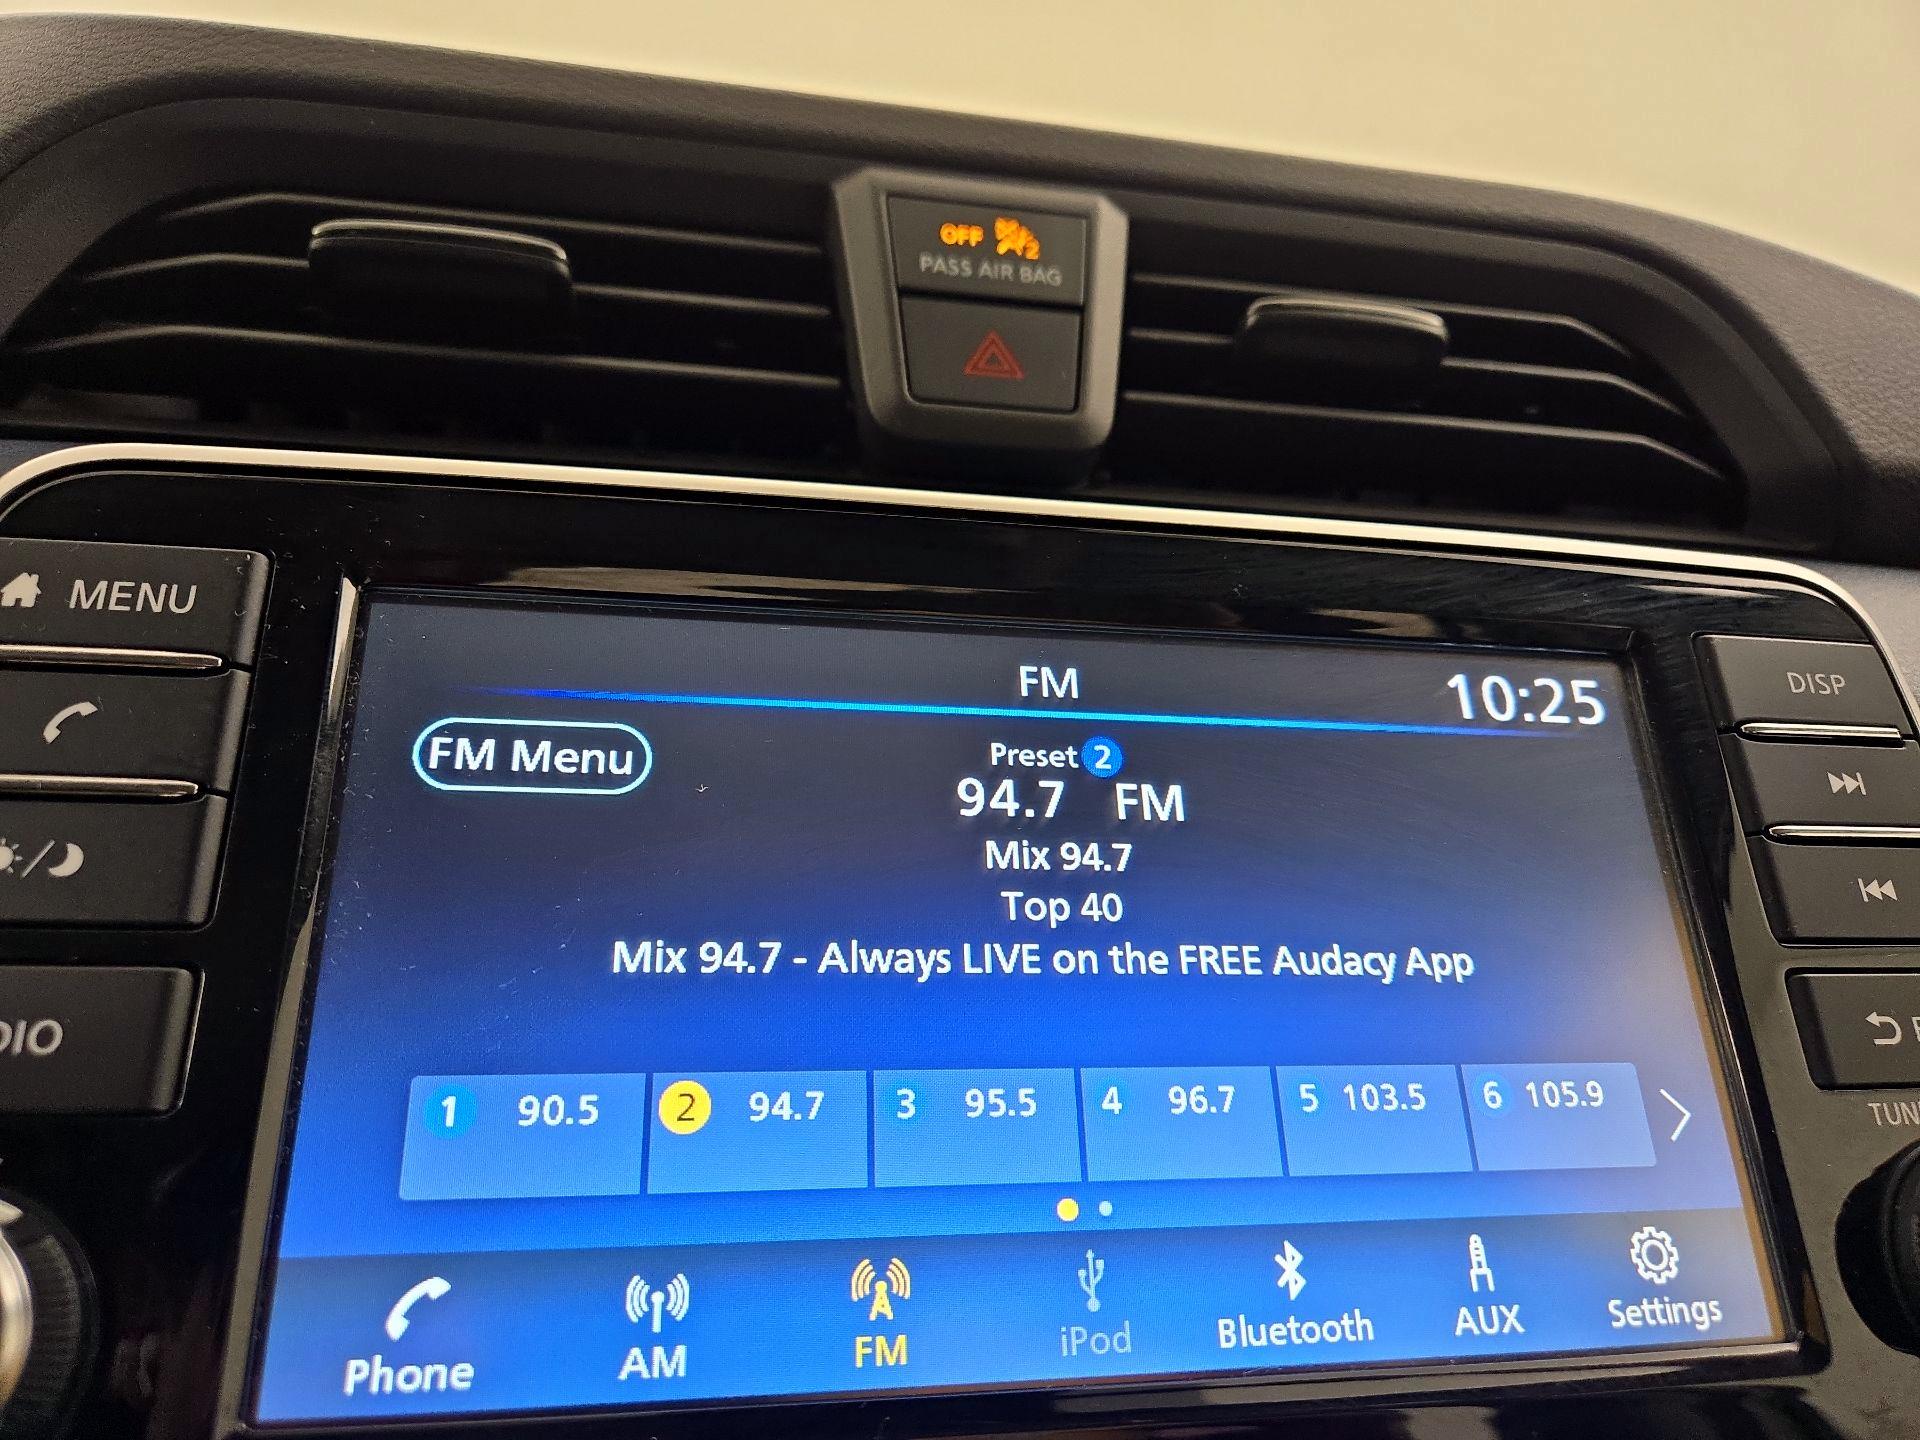 OFF 2
PASS AIR BAG
MENU
DISP
FM 10:25
FM Menu
Preset 2
94.7 FM
Mix 94.7
Top 40
Mix 94.7 - Always LIVE on the FREE Audacy App
1 90.5 2 94.7 3 95.5 4 96.7 5 103.5 6 105.9
Phone AM FM iPod Bluetooth AUX Settings